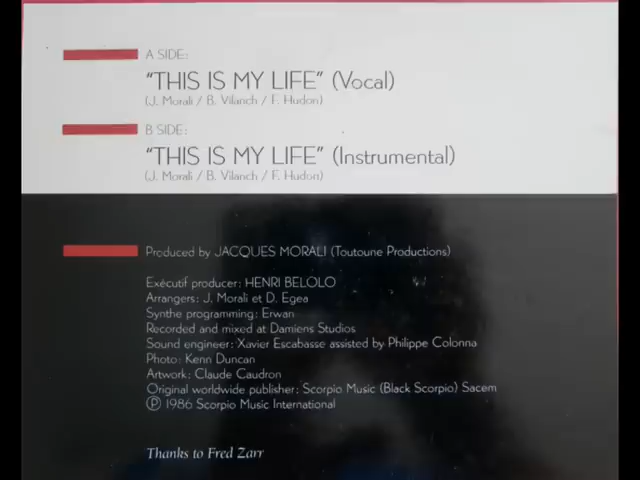 A SIDE:
"THIS IS MY LIFE" (Vocal)
(J. Morali / B. Vilanch / F. Hudon)
B SIDE:
"THIS IS MY LIFE" (Instrumental)
(J. Morali / B. Vilanch / F. Hudon)
Produced by JACQUES MORALI (Toutoune Productions)
Exécutif producer: HENRI BELOLO
Arrangers: J. Morali et D. Egea
Synthe programming: Erwan
Recorded and mixed at Damiens Studios
Sound engineer: Xavier Escabasse assisted by Philippe Colonna
Photo: Kenn Duncan
Artwork: Claude Caudron
Original worldwide publisher: Scorpio Music (Black Scorpio) Sacem
Ⓟ 1986 Scorpio Music International
Thanks to Fred Zarr